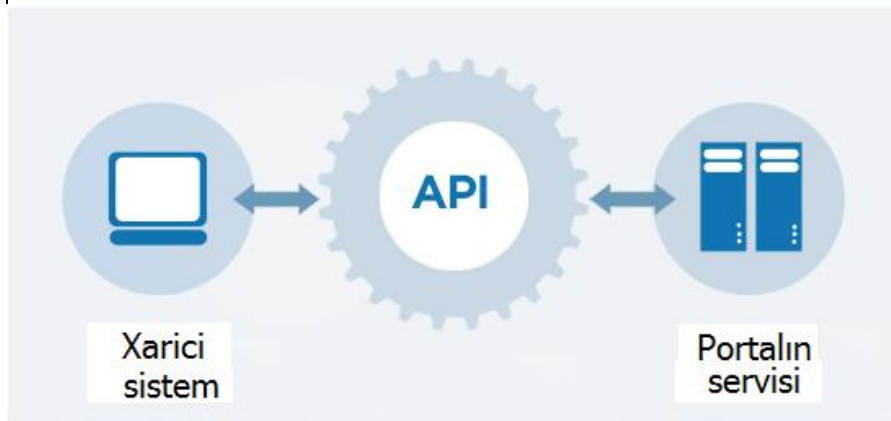 API
Xarici
sistem
Portalın
servisi